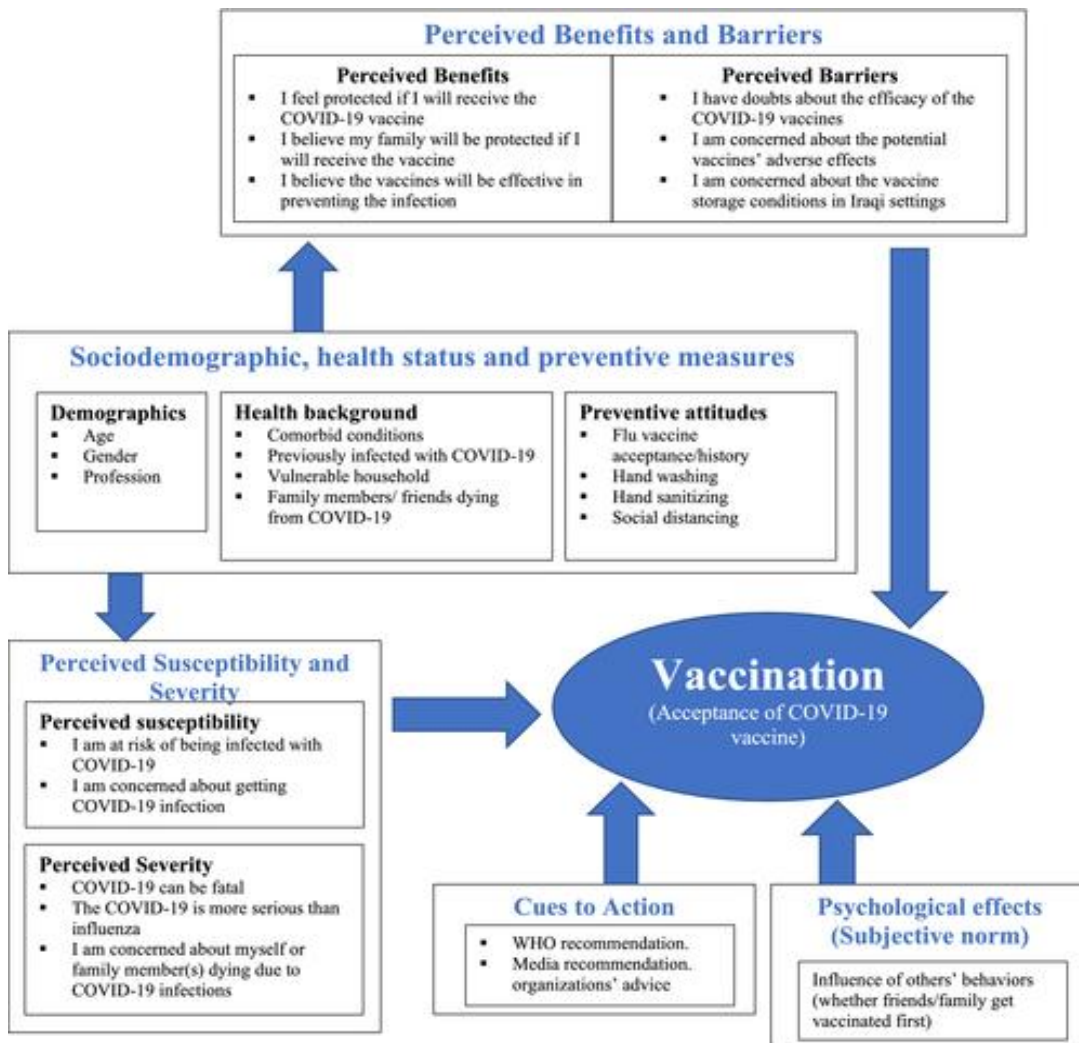 Perceived Benefits and Barriers
Perceived Benefits
▪ I feel protected if I will receive the
COVID-19 vaccine
▪ I believe my family will be protected if I
will receive the vaccine
▪ I believe the vaccines will be effective in
preventing the infection
Perceived Barriers
▪ I have doubts about the efficacy of the
COVID-19 vaccines
▪ I am concerned about the potential
vaccines' adverse effects
▪ I am concerned about the vaccine
storage conditions in Iraqi settings
Sociodemographic, health status and preventive measures
Demographics
▪ Age
▪ Gender
▪ Profession
Health background
▪ Comorbid conditions
▪ Previously infected with COVID-19
▪ Vulnerable household
▪ Family members/ friends dying
from COVID-19
Preventive attitudes
▪ Flu vaccine
acceptance/history
▪ Hand washing
▪ Hand sanitizing
▪ Social distancing
Perceived Susceptibility and
Severity
Perceived susceptibility
▪ I am at risk of being infected with
COVID-19
▪ I am concerned about getting
COVID-19 infection
Perceived Severity
▪ COVID-19 can be fatal
▪ The COVID-19 is more serious than
influenza
▪ I am concerned about myself or
family member(s) dying due to
COVID-19 infections
Vaccination
(Acceptance of COVID-19
vaccine)
Cues to Action
▪ WHO recommendation.
▪ Media recommendation.
organizations' advice
Psychological effects
(Subjective norm)
Influence of others' behaviors
(whether friends/family get
vaccinated first)